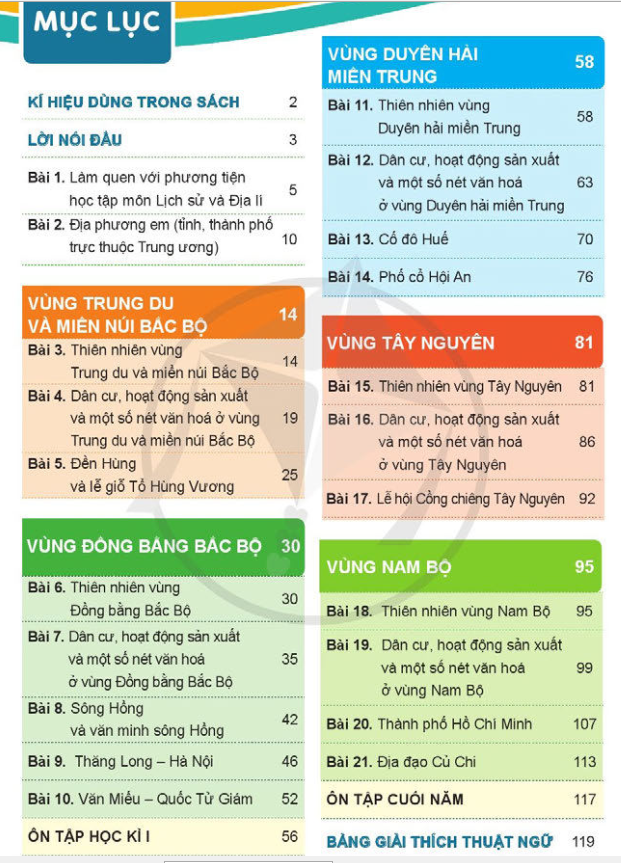 MỤC LỤC
KÍ HIỆU DÙNG TRONG SÁCH 2
LỜI NÓI ĐẦU 3
Bài 1. Làm quen với phương tiện
học tập môn Lịch sử và Địa lí 5
Bài 2. Địa phương em (tỉnh, thành phố
trực thuộc Trung ương) 10
VÙNG TRUNG DU
VÀ MIỀN NÚI BẮC BỘ 14
Bài 3. Thiên nhiên vùng
Trung du và miền núi Bắc Bộ 14
Bài 4. Dân cư, hoạt động sản xuất
và một số nét văn hoá ở vùng 19
Trung du và miền núi Bắc Bộ
Bài 5. Đền Hùng
và lễ giỗ Tổ Hùng Vương 25
VÙNG ĐỒNG BẰNG BẮC BỘ 30
Bài 6. Thiên nhiên vùng
Đồng bằng Bắc Bộ 30
Bài 7. Dân cư, hoạt động sản xuất
và một số nét văn hoá 35
ở vùng Đồng bằng Bắc Bộ
Bài 8. Sông Hồng
và văn minh sông Hồng 42
Bài 9. Thăng Long – Hà Nội 46
Bài 10. Văn Miếu – Quốc Tử Giám 52
ÔN TẬP HỌC KÌ I 56
VÙNG DUYÊN HẢI
MIỀN TRUNG 58
Bài 11. Thiên nhiên vùng
Duyên hải miền Trung 58
Bài 12. Dân cư, hoạt động sản xuất
và một số nét văn hoá 63
ở vùng Duyên hải miền Trung
Bài 13. Cố đô Huế 70
Bài 14. Phố cổ Hội An 76
VÙNG TÂY NGUYÊN 81
Bài 15. Thiên nhiên vùng Tây Nguyên 81
Bài 16. Dân cư, hoạt động sản xuất
và một số nét văn hoá 86
ở vùng Tây Nguyên
Bài 17. Lễ hội Cồng chiêng Tây Nguyên 92
VÙNG NAM BỘ 95
Bài 18. Thiên nhiên vùng Nam Bộ 95
Bài 19. Dân cư, hoạt động sản xuất
và một số nét văn hoá 99
ở vùng Nam Bộ
Bài 20. Thành phố Hồ Chí Minh 107
Bài 21. Địa đạo Củ Chi 113
ÔN TẬP CUỐI NĂM 117
BẢNG GIẢI THÍCH THUẬT NGỮ 119